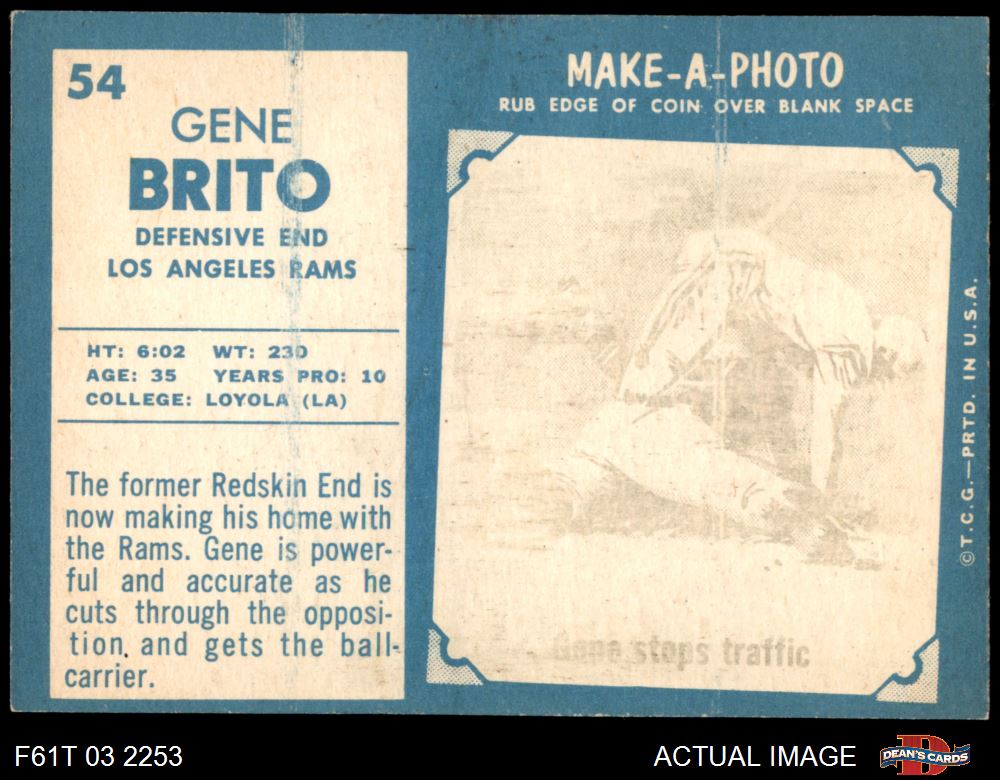 54
GENE
BRITO
DEFENSIVE END
LOS ANGELES RAMS
HT: 6:02 WT: 230
AGE: 35 YEARS PRO: 10
COLLEGE: LOYOLA (LA)
The former Redskin End is
now making his home with
the Rams. Gene is power-
ful and accurate as he
cuts through the opposi-
tion and gets the ball-
carrier.
MAKE-A-PHOTO
RUB EDGE OF COIN OVER BLANK SPACE
Gene stops traffic
© T.C.G.—PRTD. IN U.S.A.
F61T 03 2253
ACTUAL IMAGE
D
DEAN'S CARDS